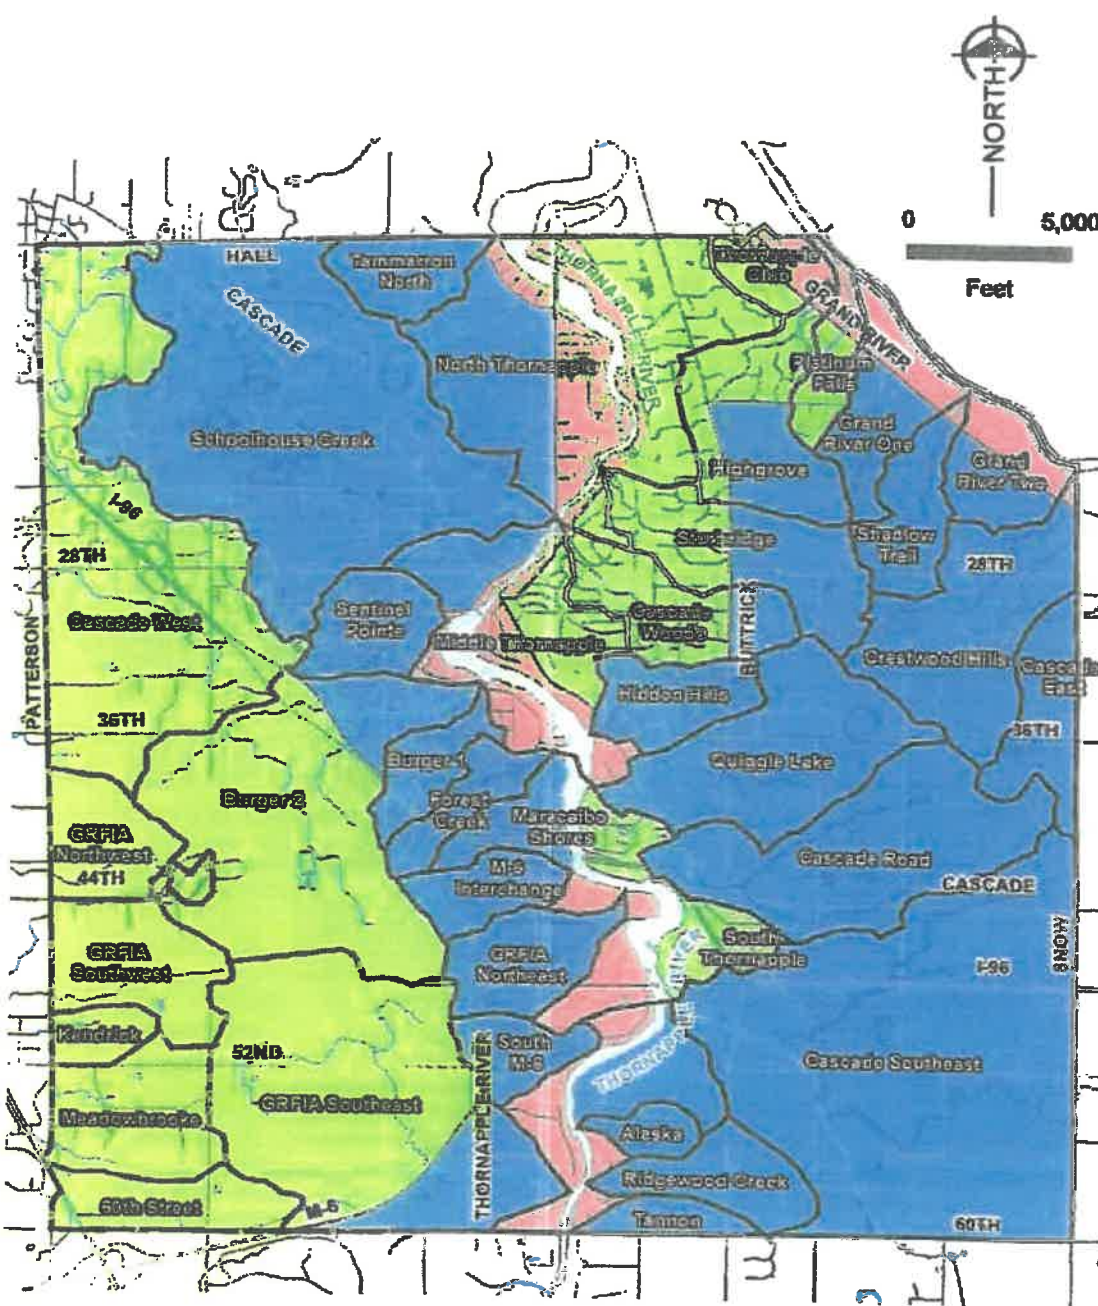 NORTH
0 5,000
Feet
HALL
CASCADE
Tammarron
North
THORNAPPLE RIVER
Club
GRAND RIVER
North Thornapple
Platinum
Falls
Schoolhouse Creek
Grand
River One
Grand
River Two
Highgrove
I-96
28TH
Shadow
Trail
28TH
Cascade West
Sentinel
Pointe
Cascade
Woods
BUTTRICK
Middle Thornapple
Crestwood Hills
Cascade
East
PATTERSON
Hidden Hills
36TH
36TH
Burger 1
Quiggle Lake
Burger 2
Forest
Creek
Maracaibo
Shores
GRFIA
Northwest
44TH
M-6
Interchange
Cascade Road
CASCADE
GRFIA
Southwest
GRFIA
Northeast
South
Thornapple
SNOW
I-96
Kendrick
52ND
South
M-6
THORNAPPLE RIVER
Cascade Southeast
THORNAPPLE RIVER
Meadowbrooke
GRFIA Southeast
Alaska
Ridgewood Creek
60th Street
M-6
Tannon
60TH